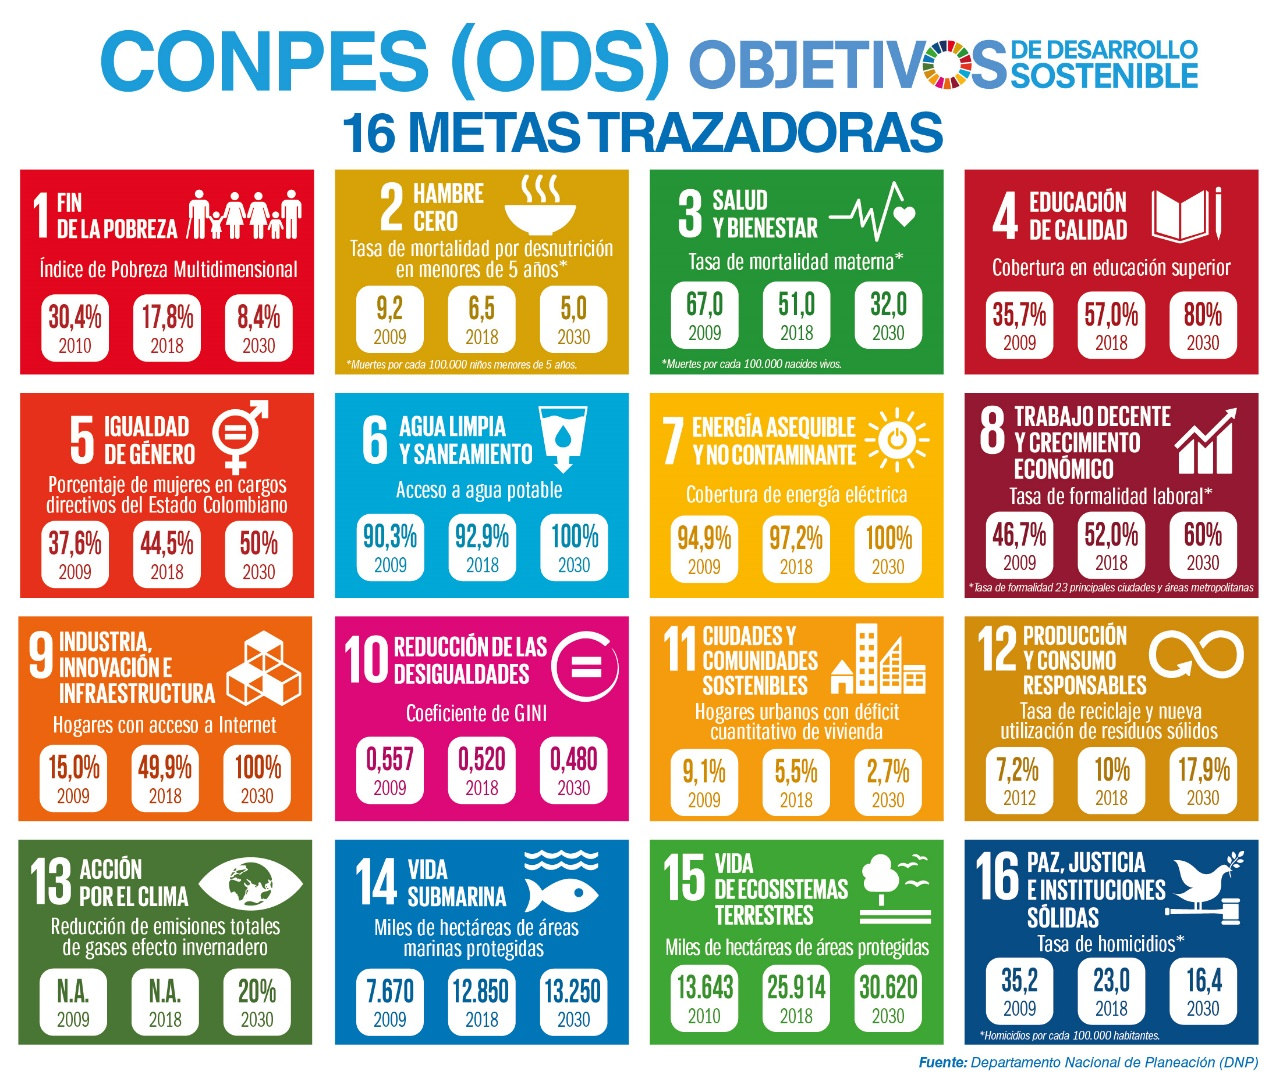 CONPES (ODS) OBJETIVOS DE DESARROLLO
SOSTENIBLE
16 METAS TRAZADORAS
1 FIN
DE LA POBREZA
Índice de Pobreza Multidimensional
30,4% 17,8% 8,4%
2010 2018 2030
2 HAMBRE
CERO
Tasa de mortalidad por desnutrición
en menores de 5 años*
9,2 6,5 5,0
2009 2018 2030
*Muertes por cada 100.000 niños menores de 5 años.
3 SALUD
Y BIENESTAR
Tasa de mortalidad materna*
67,0 51,0 32,0
2009 2018 2030
*Muertes por cada 100.000 nacidos vivos.
4 EDUCACIÓN
DE CALIDAD
Cobertura en educación superior
35,7% 57,0% 80%
2009 2018 2030
5 IGUALDAD
DE GÉNERO
Porcentaje de mujeres en cargos
directivos del Estado Colombiano
37,6% 44,5% 50%
2009 2018 2030
6 AGUA LIMPIA
Y SANEAMIENTO
Acceso a agua potable
90,3% 92,9% 100%
2009 2018 2030
7 ENERGÍA ASEQUIBLE
Y NO CONTAMINANTE
Cobertura de energía eléctrica
94,9% 97,2% 100%
2009 2018 2030
8 TRABAJO DECENTE
Y CRECIMIENTO
ECONÓMICO
Tasa de formalidad laboral*
46,7% 52,0% 60%
2009 2018 2030
*Tasa de formalidad 23 principales ciudades y áreas metropolitanas
9 INDUSTRIA,
INNOVACIÓN E
INFRAESTRUCTURA
Hogares con acceso a Internet
15,0% 49,9% 100%
2009 2018 2030
10 REDUCCIÓN DE LAS
DESIGUALDADES
Coeficiente de GINI
0,557 0,520 0,480
2009 2018 2030
11 CIUDADES Y
COMUNIDADES
SOSTENIBLES
Hogares urbanos con déficit
cuantitativo de vivienda
9,1% 5,5% 2,7%
2009 2018 2030
12 PRODUCCIÓN
Y CONSUMO
RESPONSABLES
Tasa de reciclaje y nueva
utilización de residuos sólidos
7,2% 10% 17,9%
2012 2018 2030
13 ACCIÓN
POR EL CLIMA
Reducción de emisiones totales
de gases efecto invernadero
N.A. N.A. 20%
2009 2018 2030
14 VIDA
SUBMARINA
Miles de hectáreas de áreas
marinas protegidas
7.670 12.850 13.250
2009 2018 2030
15 VIDA
DE ECOSISTEMAS
TERRESTRES
Miles de hectáreas de áreas protegidas
13.643 25.914 30.620
2010 2018 2030
16 PAZ, JUSTICIA
E INSTITUCIONES
SÓLIDAS
Tasa de homicidios*
35,2 23,0 16,4
2009 2018 2030
*Homicidios por cada 100.000 habitantes.
Fuente: Departamento Nacional de Planeación (DNP)